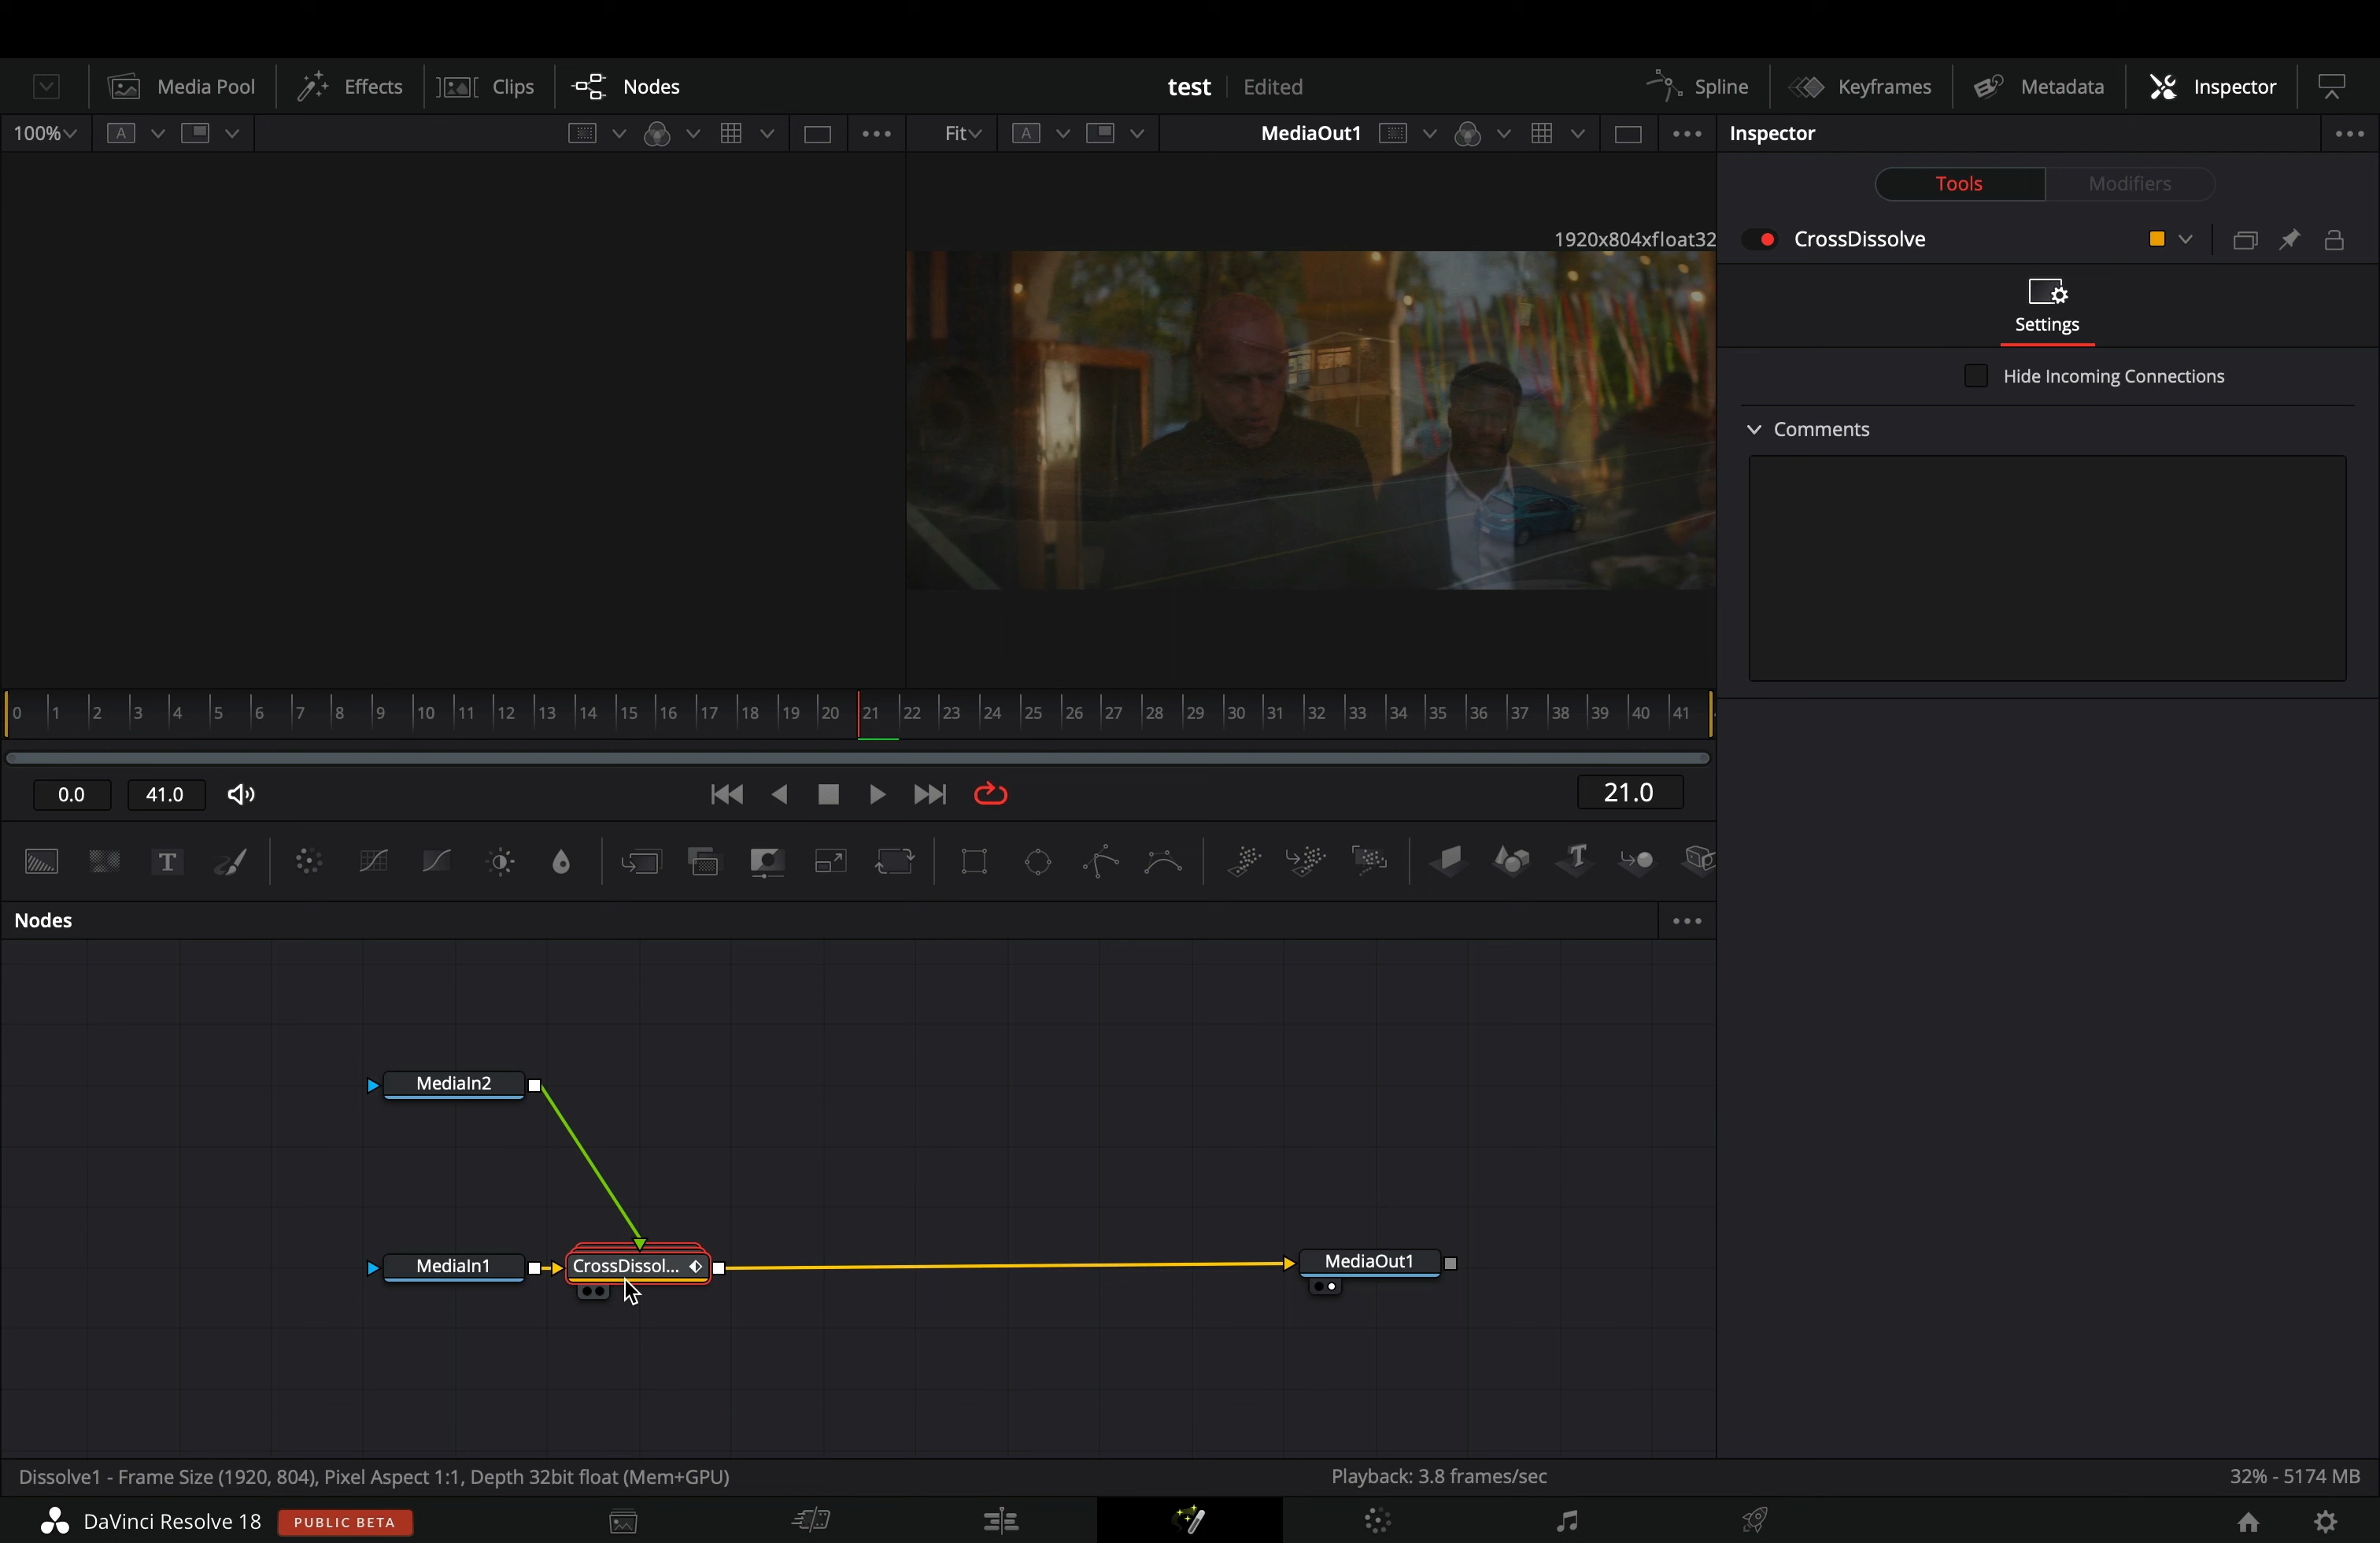 Media Pool Effects Clips Nodes test Edited Spline Keyframes Metadata Inspector
100% A Fit A MediaOut1 Inspector
Tools Modifiers
1920x804xfloat32 CrossDissolve
Settings
Hide Incoming Connections
Comments
0 1 2 3 4 5 6 7 8 9 10 11 12 13 14 15 16 17 18 19 20 21 22 23 24 25 26 27 28 29 30 31 32 33 34 35 36 37 38 39 40 41
0.0 41.0 21.0
T T
Nodes
MediaIn2
MediaIn1 CrossDissol... MediaOut1
Dissolve1 - Frame Size (1920, 804), Pixel Aspect 1:1, Depth 32bit float (Mem+GPU) Playback: 3.8 frames/sec 32% - 5174 MB
DaVinci Resolve 18 PUBLIC BETA